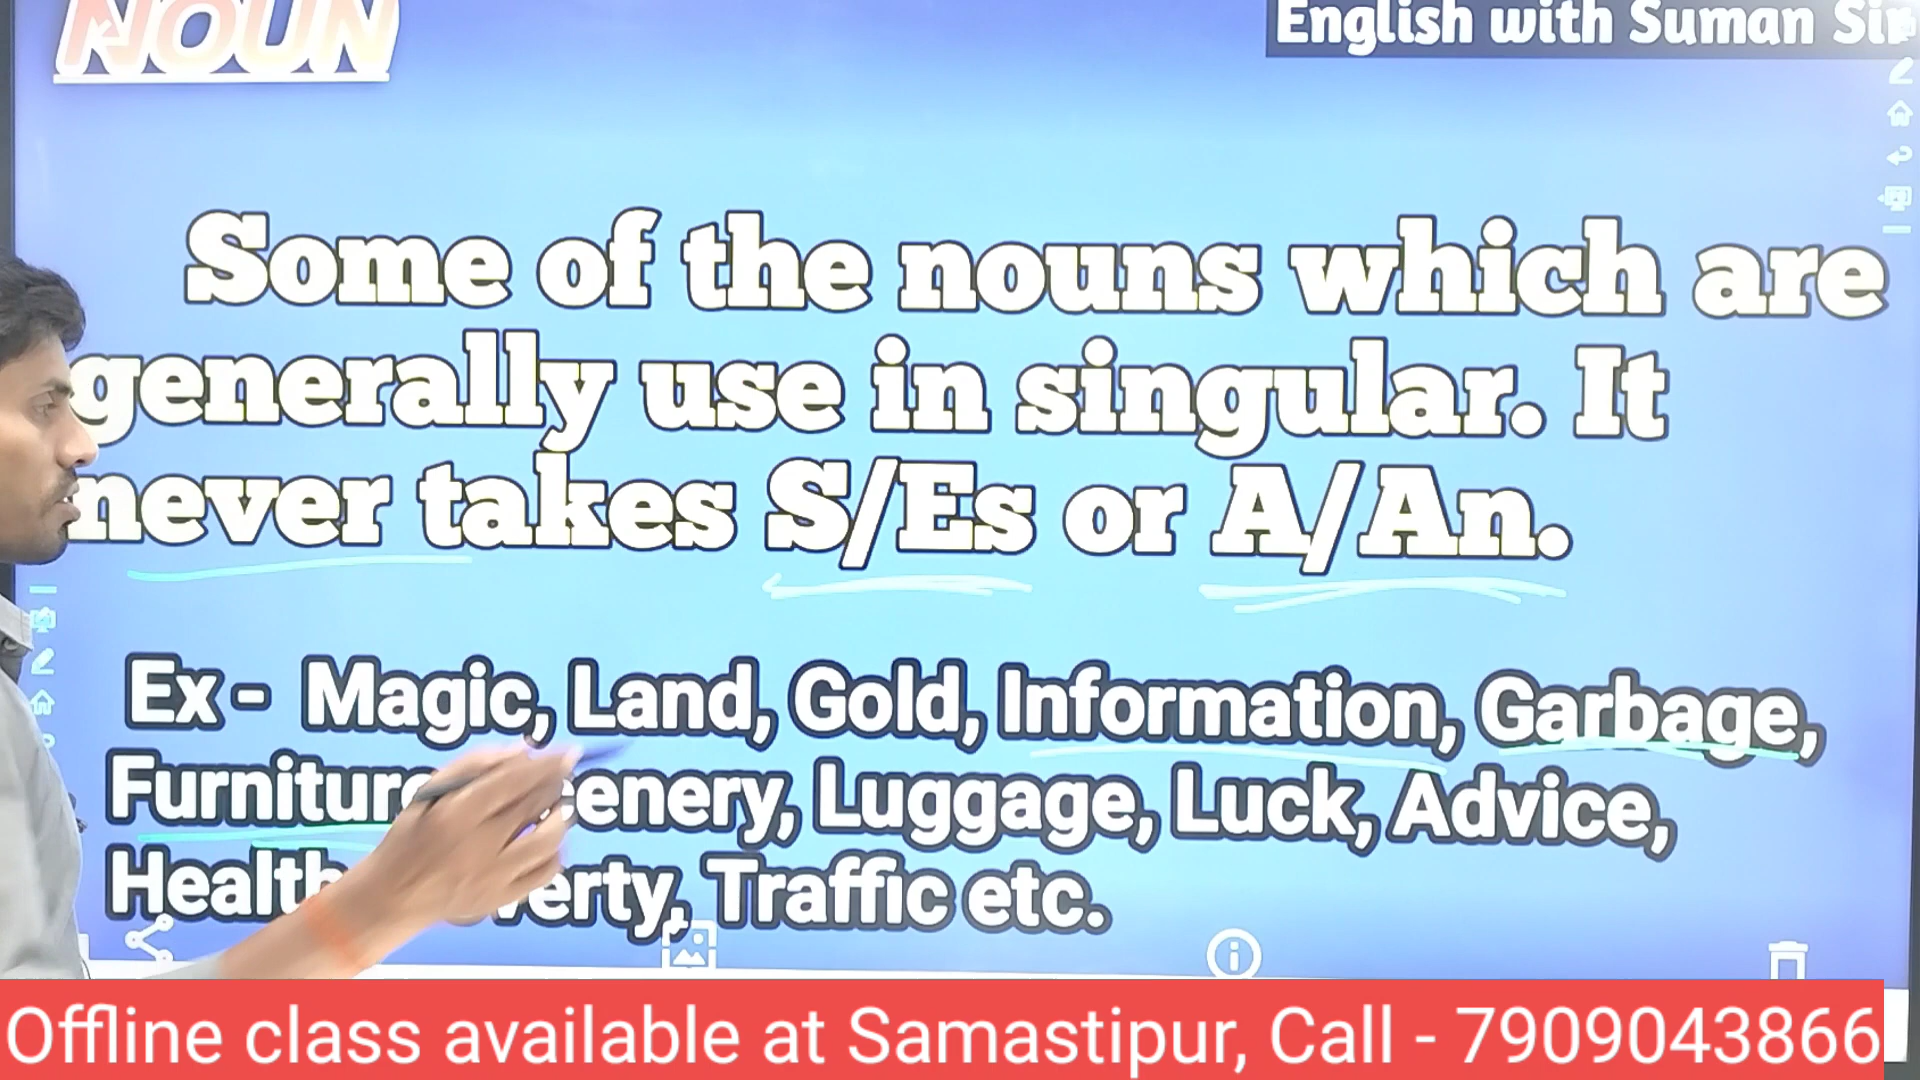 NOUN
English with Suman Sir
Some of the nouns which are
generally use in singular. It
never takes S/Es or A/An.
Ex - Magic, Land, Gold, Information, Garbage,
Luggage, Luck, Advice,
Traffic etc.
Offline class available at Samastipur, Call - 7909043866